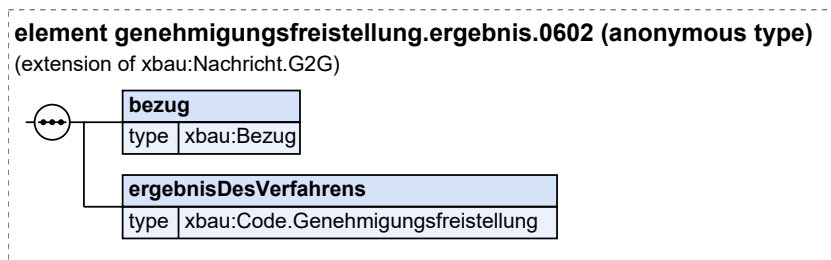 element genehmigungsfreistellung.ergebnis.0602 (anonymous type)
(extension of xbau:Nachricht.G2G)
bezug
type xbau:Bezug
ergebnisDesVerfahrens
type xbau:Code.Genehmigungsfreistellung